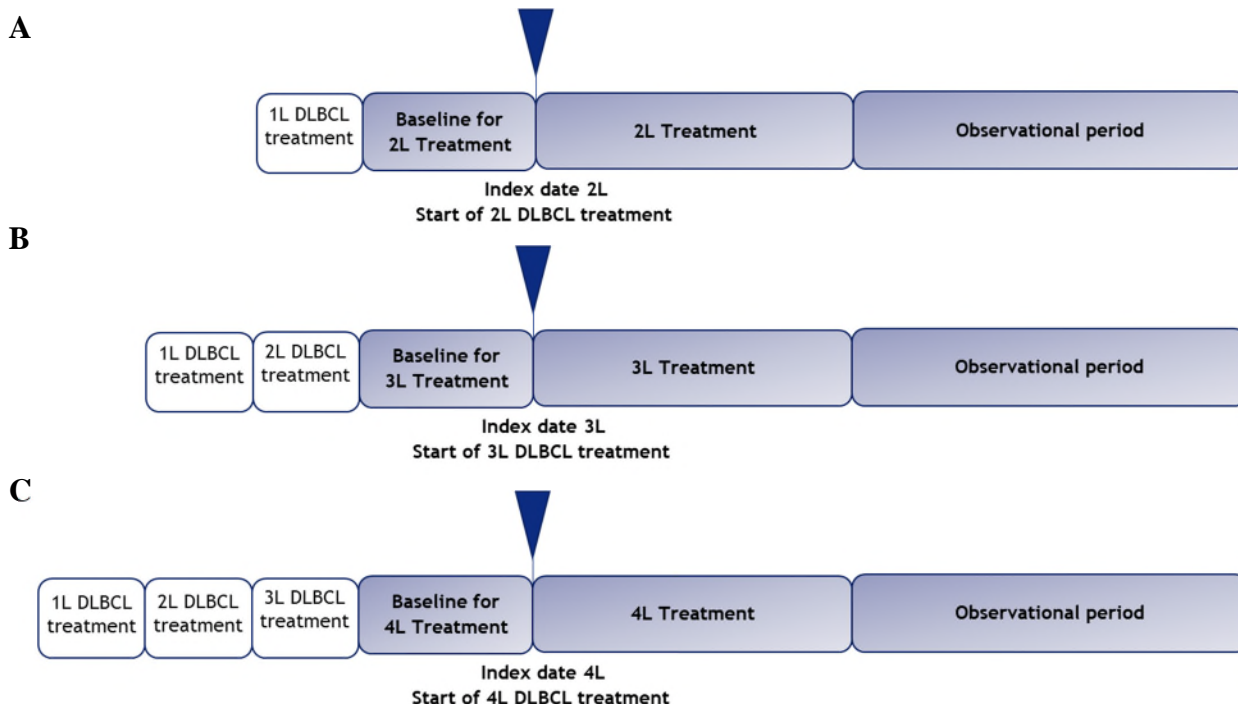 A
1L DLBCL
treatment
Baseline for
2L Treatment
2L Treatment
Observational period
Index date 2L
Start of 2L DLBCL treatment
B
1L DLBCL
treatment
2L DLBCL
treatment
Baseline for
3L Treatment
3L Treatment
Observational period
Index date 3L
Start of 3L DLBCL treatment
C
1L DLBCL
treatment
2L DLBCL
treatment
3L DLBCL
treatment
Baseline for
4L Treatment
4L Treatment
Observational period
Index date 4L
Start of 4L DLBCL treatment